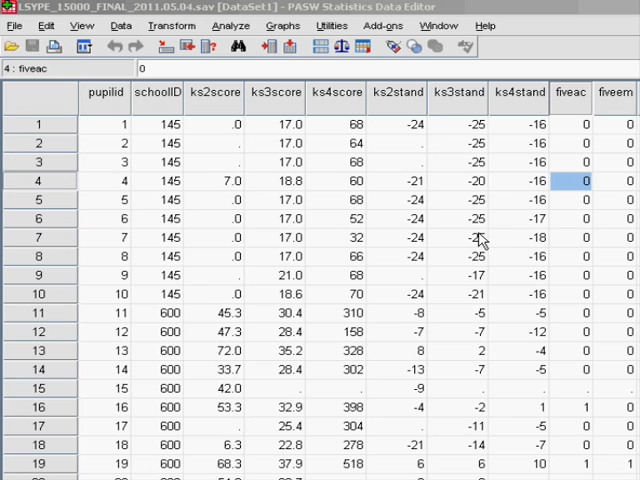 LSYPE_15000_FINAL_2011.05.04.sav [DataSet1] - PASW Statistics Data Editor
File Edit View Data Transform Analyze Graphs Utilities Add-ons Window Help
4 : fiveac 0
pupilid schoolID ks2score ks3score ks4score ks2stand ks3stand ks4stand fiveac fiveem
1 1 145 .0 17.0 68 -24 -25 -16 0 0
2 2 145 . 17.0 64 . -25 -16 0 0
3 3 145 . 17.0 68 . -25 -16 0 0
4 4 145 7.0 18.8 60 -21 -20 -16 0 0
5 5 145 .0 17.0 68 -24 -25 -16 0 0
6 6 145 .0 17.0 52 -24 -25 -17 0 0
7 7 145 .0 17.0 32 -24 -18 0 0
8 8 145 .0 17.0 66 -24 -25 -16 0 0
9 9 145 . 21.0 68 . -17 -16 0 0
10 10 145 .0 18.6 70 -24 -21 -16 0 0
11 11 600 45.3 30.4 310 -8 -5 -5 0 0
12 12 600 47.3 28.4 158 -7 -7 -12 0 0
13 13 600 72.0 35.2 328 8 2 -4 0 0
14 14 600 33.7 28.4 302 -13 -7 -5 0 0
15 15 600 42.0 . . -9 . . . .
16 16 600 53.3 32.9 398 -4 -2 1 1 0
17 17 600 . 25.4 304 . -11 -5 0 0
18 18 600 6.3 22.8 278 -21 -14 -7 0 0
19 19 600 68.3 37.9 518 6 6 10 1 1